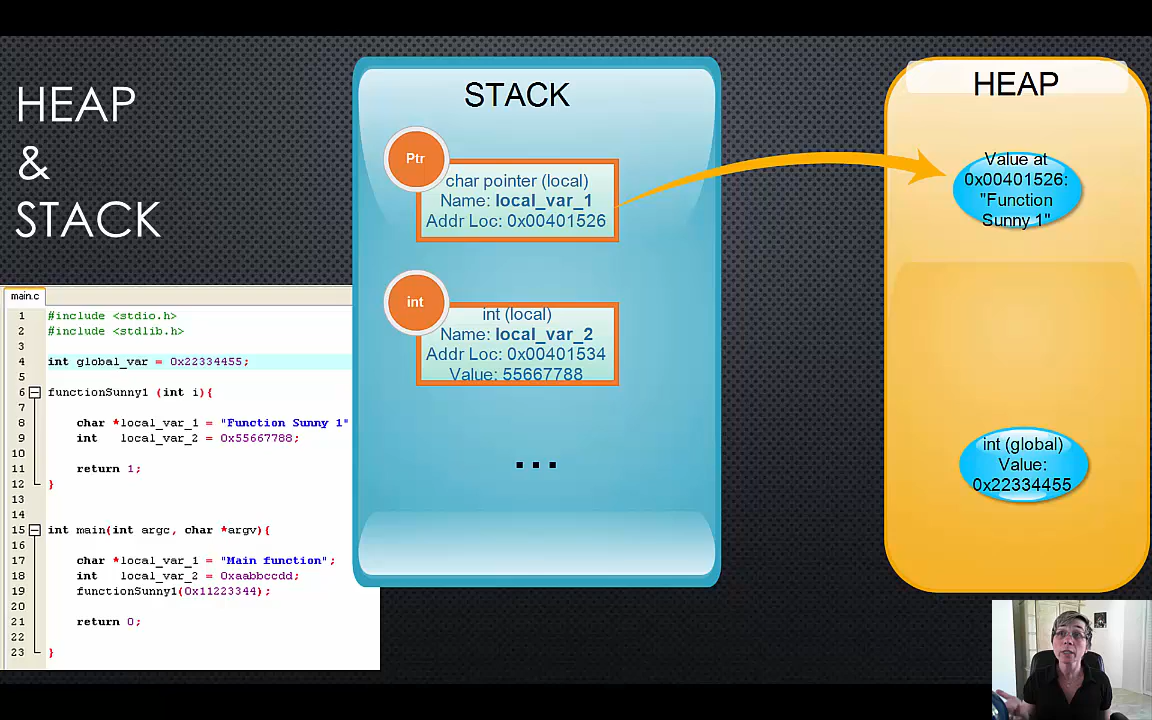 HEAP
&
STACK
STACK
Ptr
char pointer (local)
Name: local_var_1
Addr Loc: 0x00401526
int
int (local)
Name: local_var_2
Addr Loc: 0x00401534
Value: 55667788
...
HEAP
Value at
0x00401526:
"Function
Sunny 1"
int (global)
Value:
0x22334455
main.c
1 #include <stdio.h>
2 #include <stdlib.h>
3
4 int global_var = 0x22334455;
5
6 functionSunny1 (int i){
7
8 char *local_var_1 = "Function Sunny 1"
9 int local_var_2 = 0x55667788;
10
11 return 1;
12 }
13
14
15 int main(int argc, char *argv){
16
17 char *local_var_1 = "Main function";
18 int local_var_2 = 0xaabbccdd;
19 functionSunny1(0x11223344);
20
21 return 0;
22
23 }